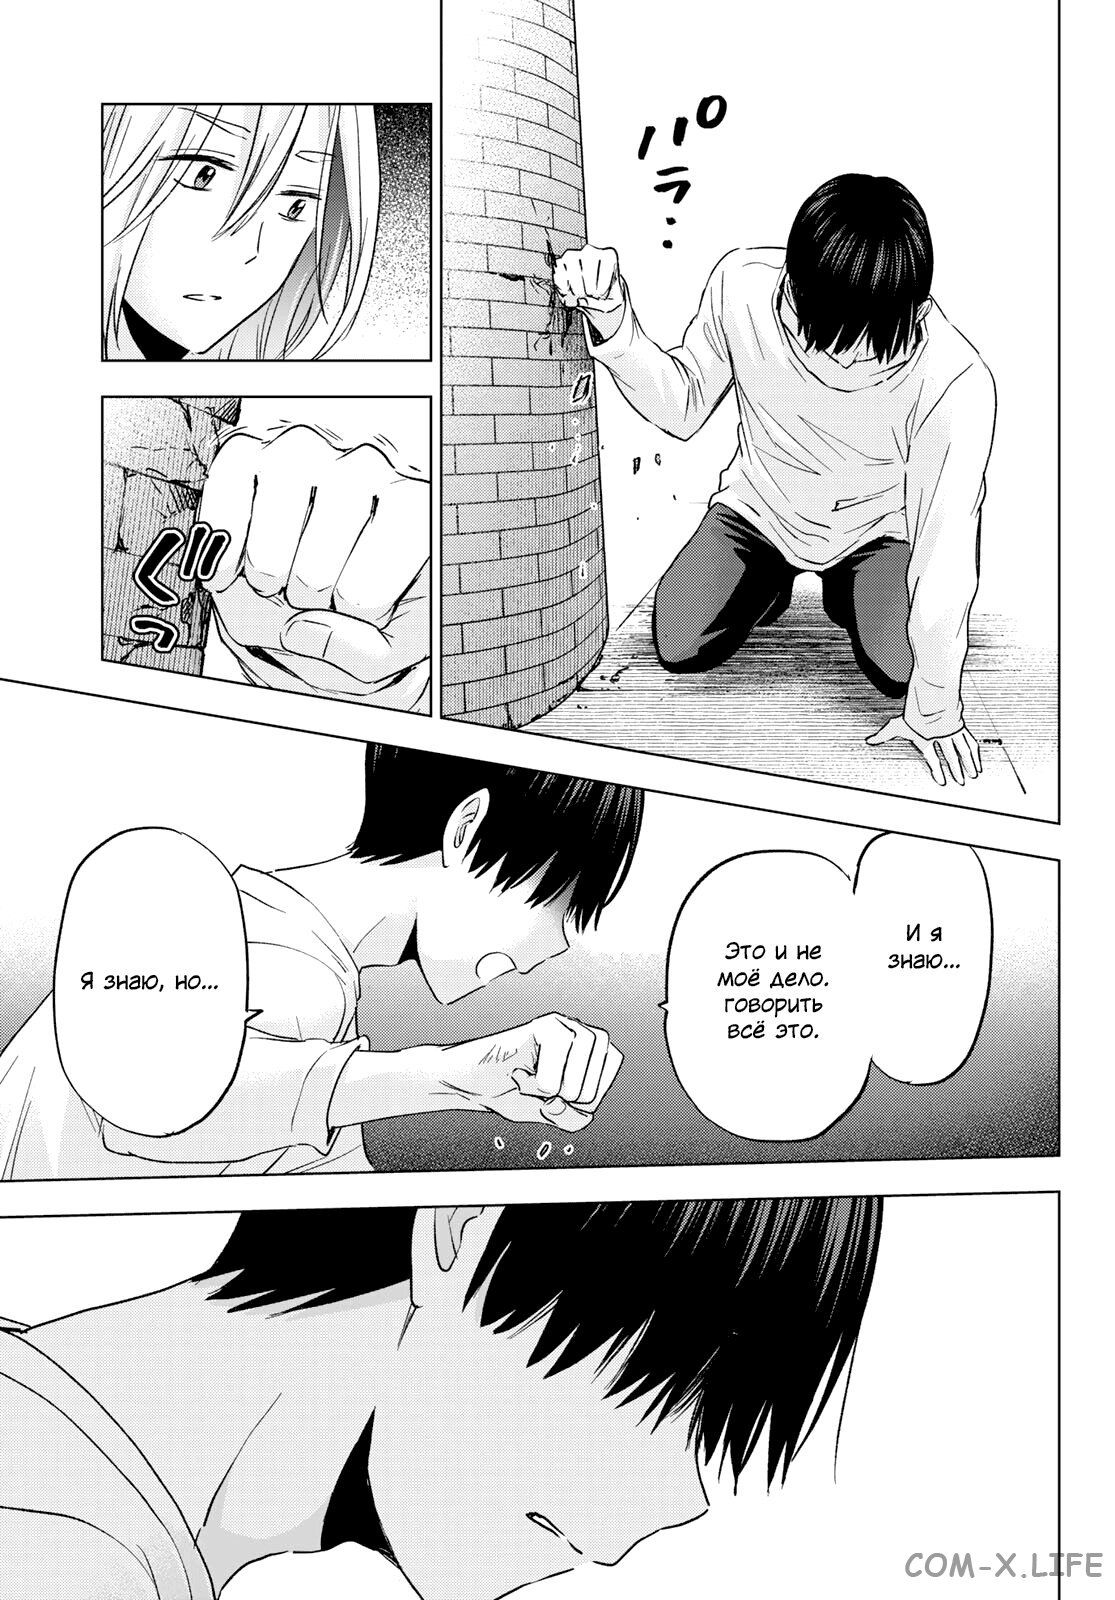 パラ…
ぐ
っ
И я
знаю...
Это и не
моё дело.
говорить
всё это.
Я знаю, но...
COM-X.LIFE